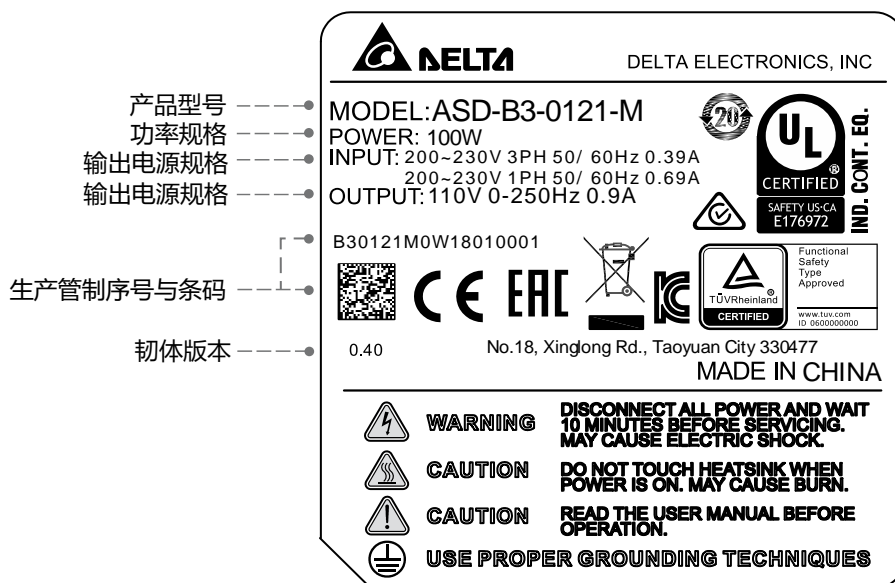 DELTA
DELTA ELECTRONICS, INC
产品型号
MODEL:ASD-B3-0121-M
功率规格
POWER: 100W
输出电源规格
INPUT: 200~230V 3PH 50/ 60Hz 0.39A
200~230V 1PH 50/ 60Hz 0.69A
输出电源规格
OUTPUT:110V 0-250Hz 0.9A
20
UL
®
CERTIFIED
SAFETY US·CA
E176972
IND. CONT. EQ.
生产管制序号与条码
B30121M0W18010001
CE
EAC
TÜVRheinland
CERTIFIED
Functional
Safety
Type
Approved
www.tuv.com
ID 0600000000
韧体版本
0.40
No.18, Xinglong Rd., Taoyuan City 330477
MADE IN CHINA
WARNING
DISCONNECT ALL POWER AND WAIT
10 MINUTES BEFORE SERVICING.
MAY CAUSE ELECTRIC SHOCK.
CAUTION
DO NOT TOUCH HEATSINK WHEN
POWER IS ON. MAY CAUSE BURN.
CAUTION
READ THE USER MANUAL BEFORE
OPERATION.
USE PROPER GROUNDING TECHNIQUES